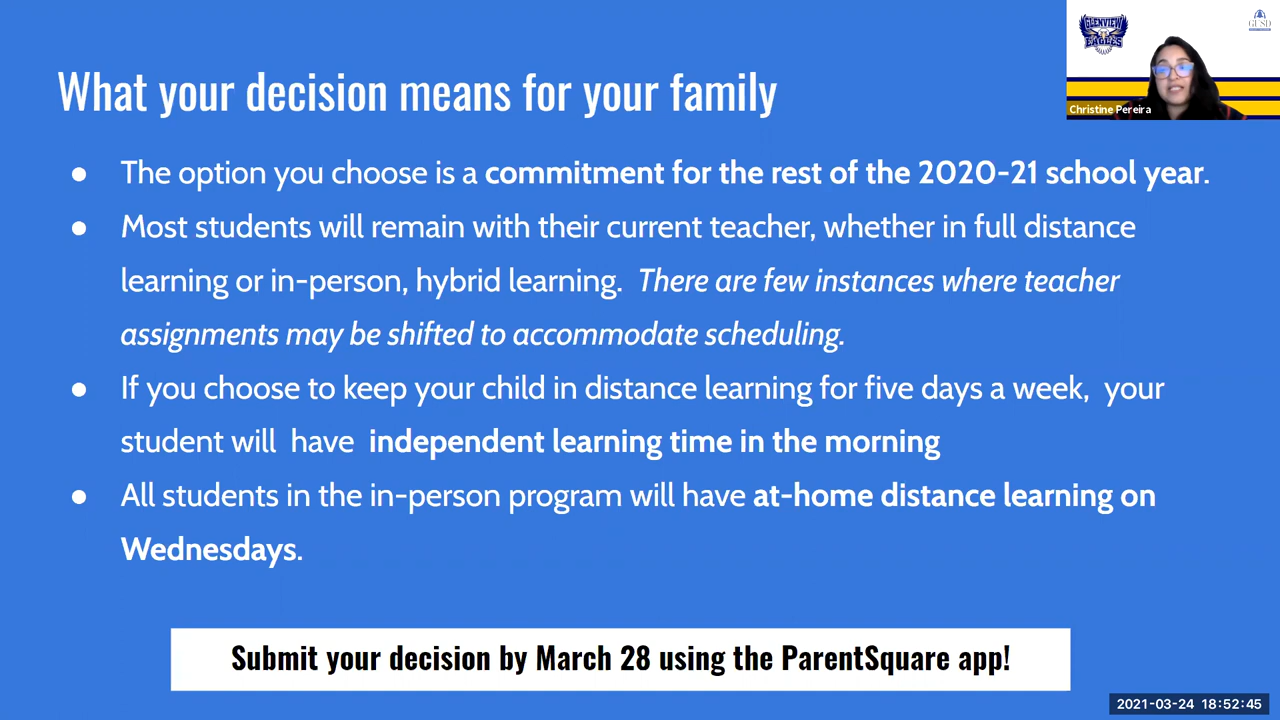 What your decision means for your family
● The option you choose is a commitment for the rest of the 2020-21 school year.
● Most students will remain with their current teacher, whether in full distance
learning or in-person, hybrid learning. There are few instances where teacher
assignments may be shifted to accommodate scheduling.
● If you choose to keep your child in distance learning for five days a week, your
student will have independent learning time in the morning
● All students in the in-person program will have at-home distance learning on
Wednesdays.
Submit your decision by March 28 using the ParentSquare app!
GLENVIEW
EAGLES
GUSD
Christine Pereira
2021-03-24 18:52:45